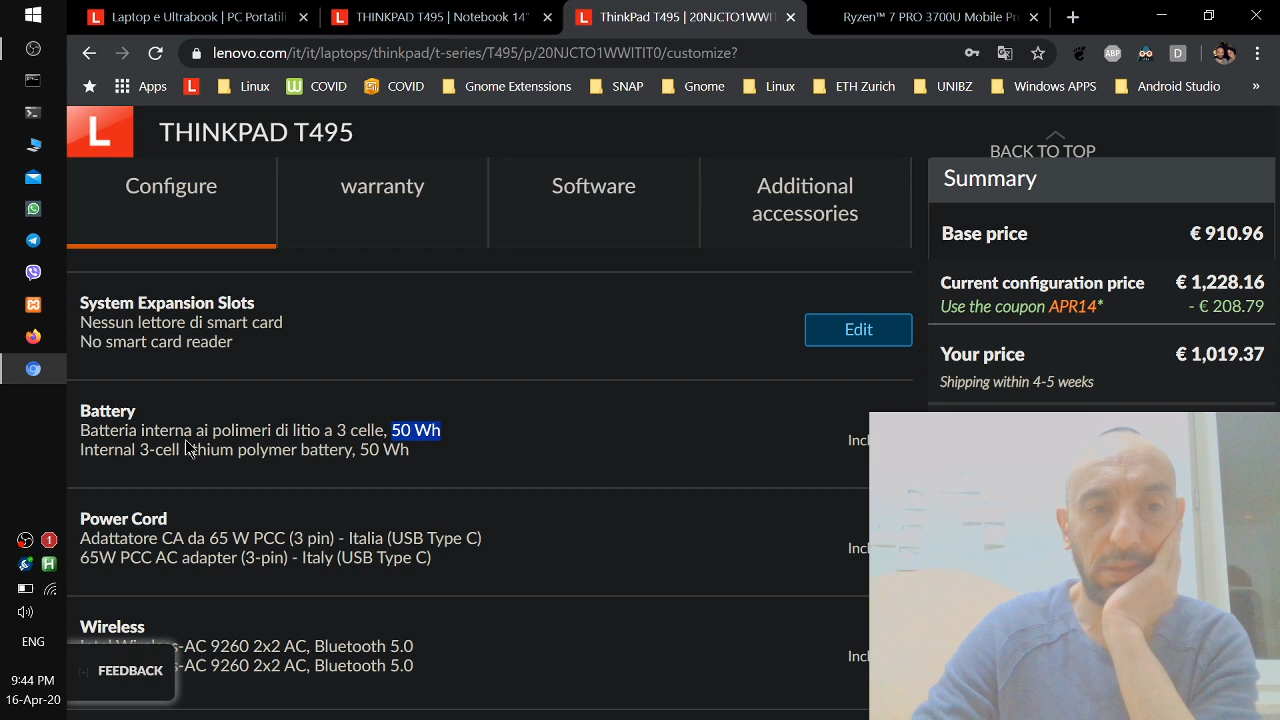 Laptop e Ultrabook | PC Portatili
THINKPAD T495 | Notebook 14"
ThinkPad T495 | 20NJCTO1WWIT
Ryzen™ 7 PRO 3700U Mobile Pr
lenovo.com/it/it/laptops/thinkpad/t-series/T495/p/20NJCTO1WWITIT0/customize?
ABP
D
Apps
L
Linux
COVID
COVID
Gnome Extenssions
SNAP
Gnome
Linux
ETH Zurich
UNIBZ
Windows APPS
Android Studio
»
L
THINKPAD T495
BACK TO TOP
Configure
warranty
Software
Additional
accessories
Summary
Base price
€ 910.96
Current configuration price
€ 1,228.16
Use the coupon APR14*
- € 208.79
Your price
€ 1,019.37
Shipping within 4-5 weeks
System Expansion Slots
Nessun lettore di smart card
No smart card reader
Edit
Battery
Batteria interna ai polimeri di litio a 3 celle, 50 Wh
Internal 3-cell lithium polymer battery, 50 Wh
Incl
Power Cord
Adattatore CA da 65 W PCC (3 pin) - Italia (USB Type C)
65W PCC AC adapter (3-pin) - Italy (USB Type C)
Incl
Wireless
Intel Wireless-AC 9260 2x2 AC, Bluetooth 5.0
s-AC 9260 2x2 AC, Bluetooth 5.0
Incl
[+] FEEDBACK
1
H
ENG
9:44 PM
16-Apr-20